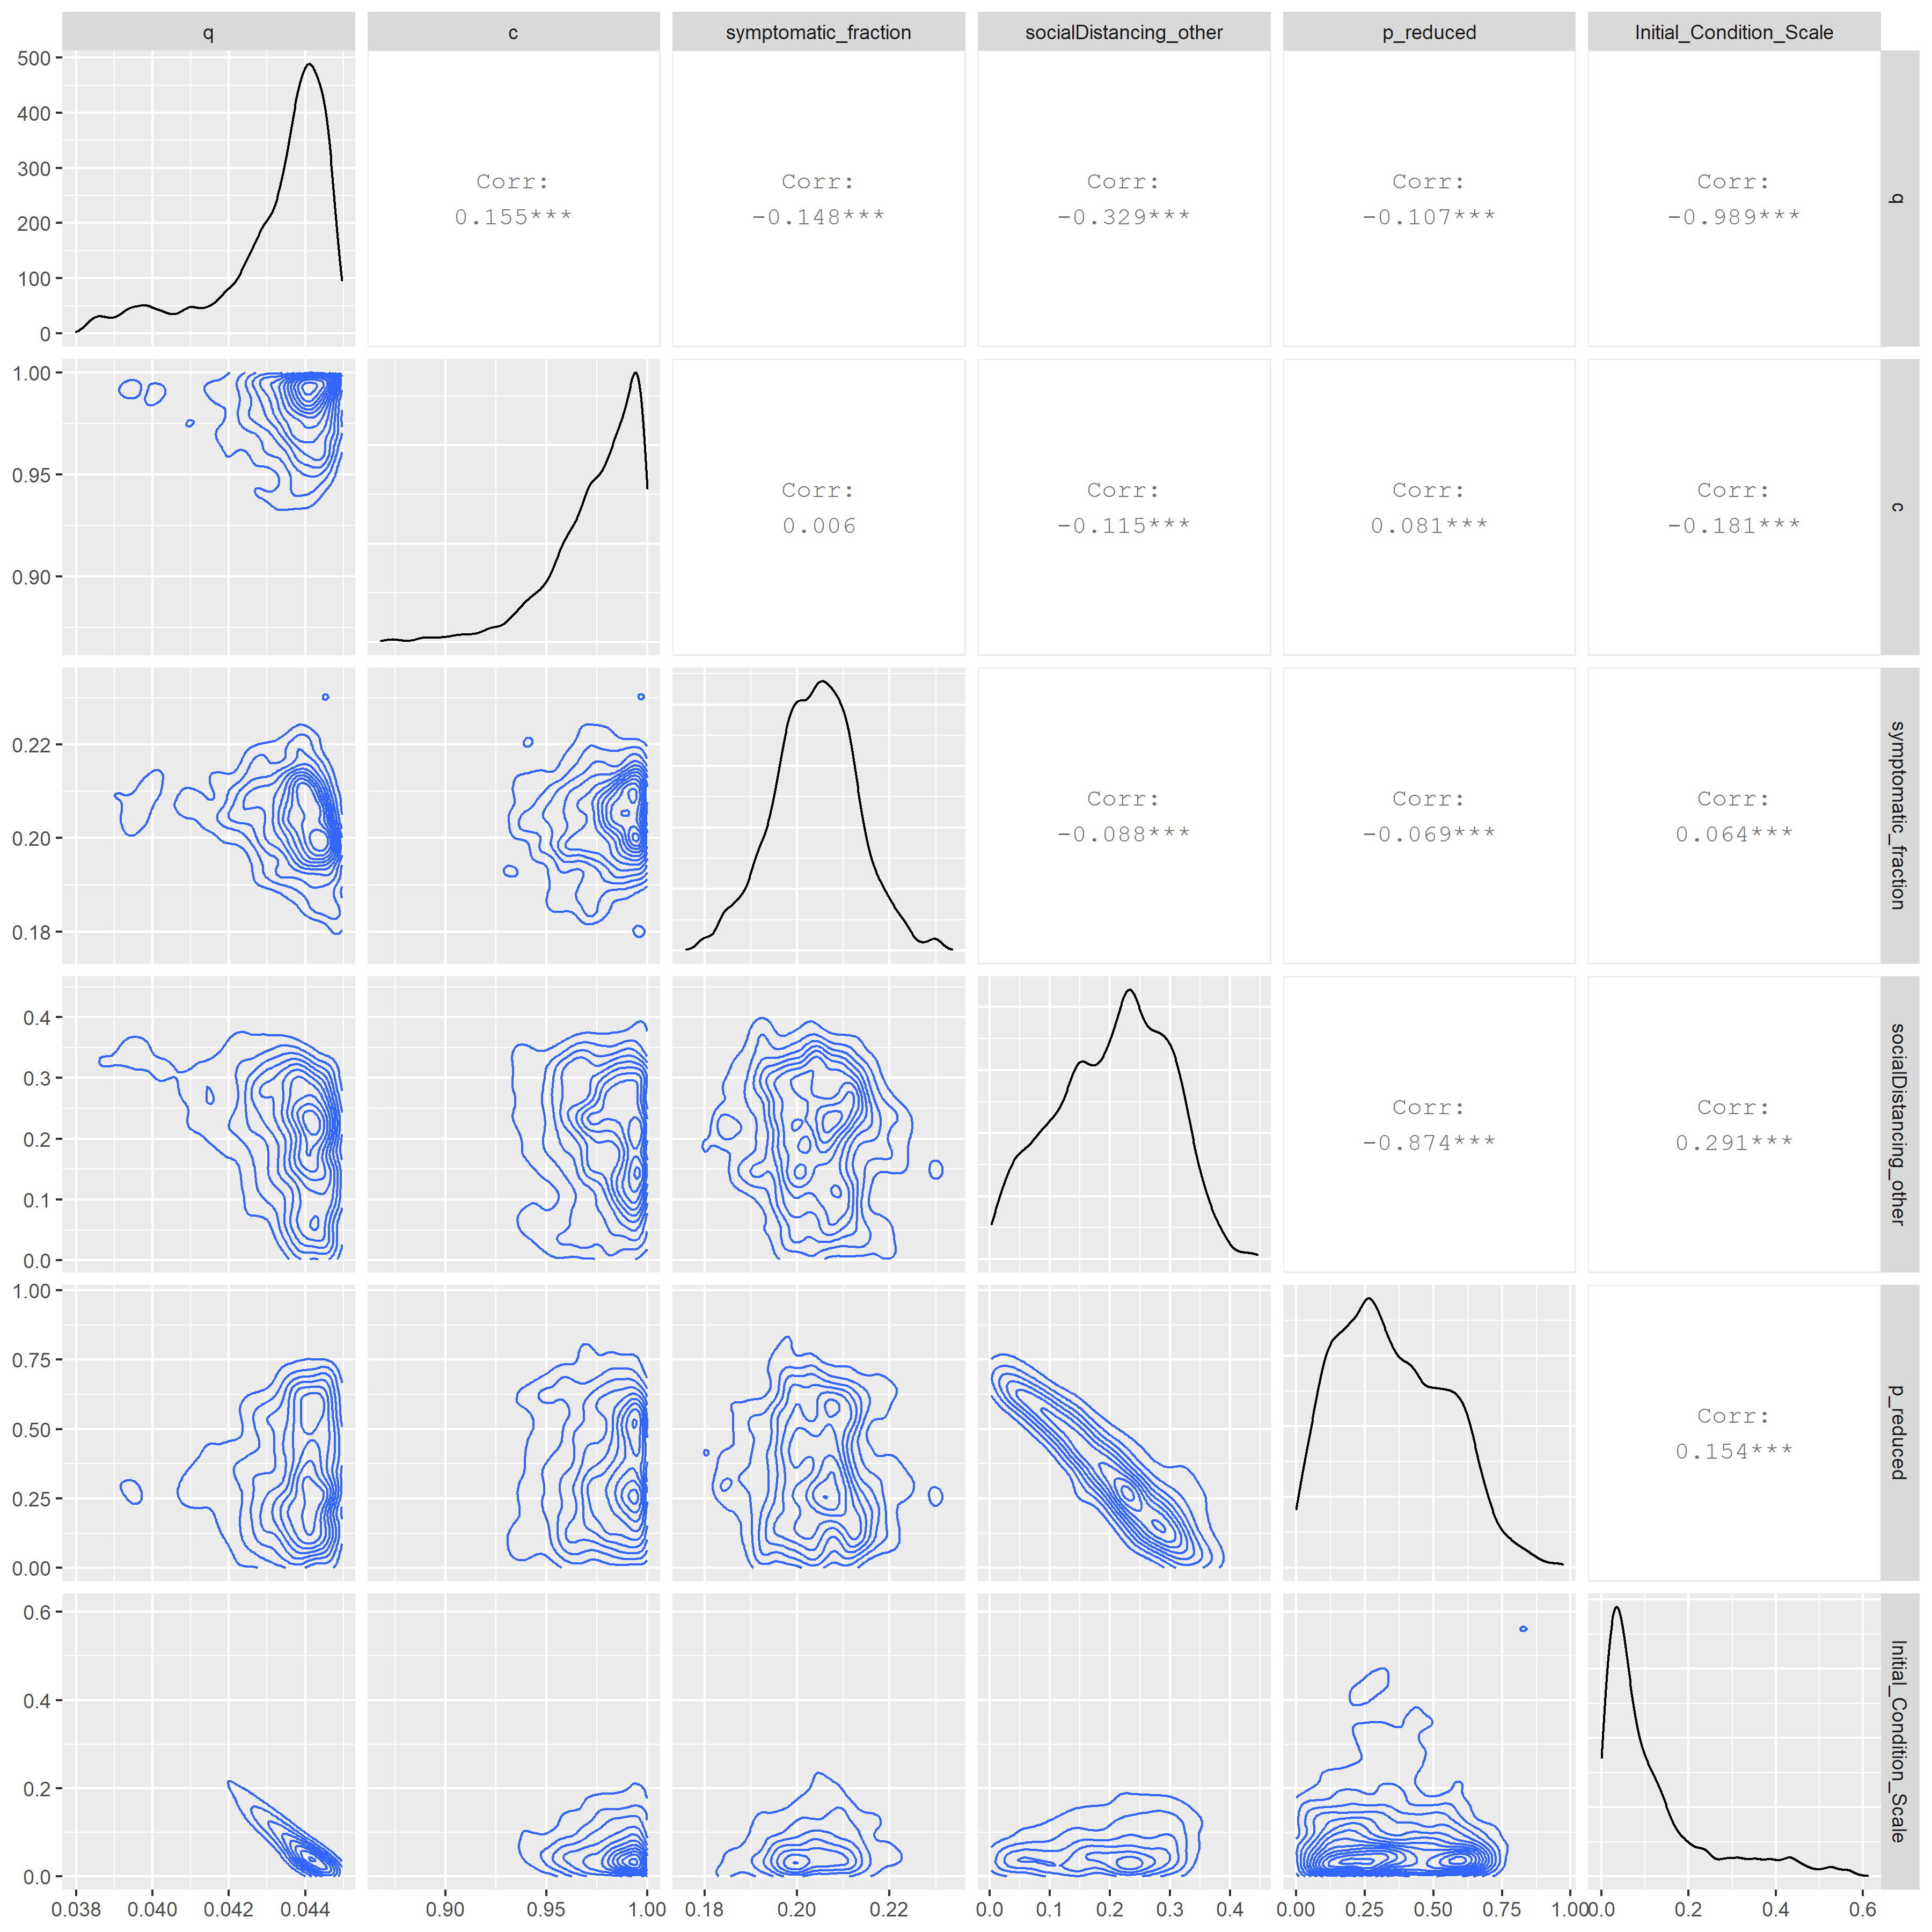 q c symptomatic_fraction socialDistancing_other p_reduced Initial_Condition_Scale
500
400
300
200
100
0
Corr:
0.155***
Corr:
-0.148***
Corr:
-0.329***
Corr:
-0.107***
Corr:
-0.989***
q
1.00
0.95
0.90
Corr:
0.006
Corr:
-0.115***
Corr:
0.081***
Corr:
-0.181***
c
0.22
0.20
0.18
Corr:
-0.088***
Corr:
-0.069***
Corr:
0.064***
symptomatic_fraction
0.4
0.3
0.2
0.1
0.0
Corr:
-0.874***
Corr:
0.291***
socialDistancing_other
1.00
0.75
0.50
0.25
0.00
Corr:
0.154***
p_reduced
0.6
0.4
0.2
0.0
Initial_Condition_Scale
0.038 0.040 0.042 0.044 0.90 0.95 1.00 0.18 0.20 0.22 0.0 0.1 0.2 0.3 0.4 0.00 0.25 0.50 0.75 1.00 0.0 0.2 0.4 0.6